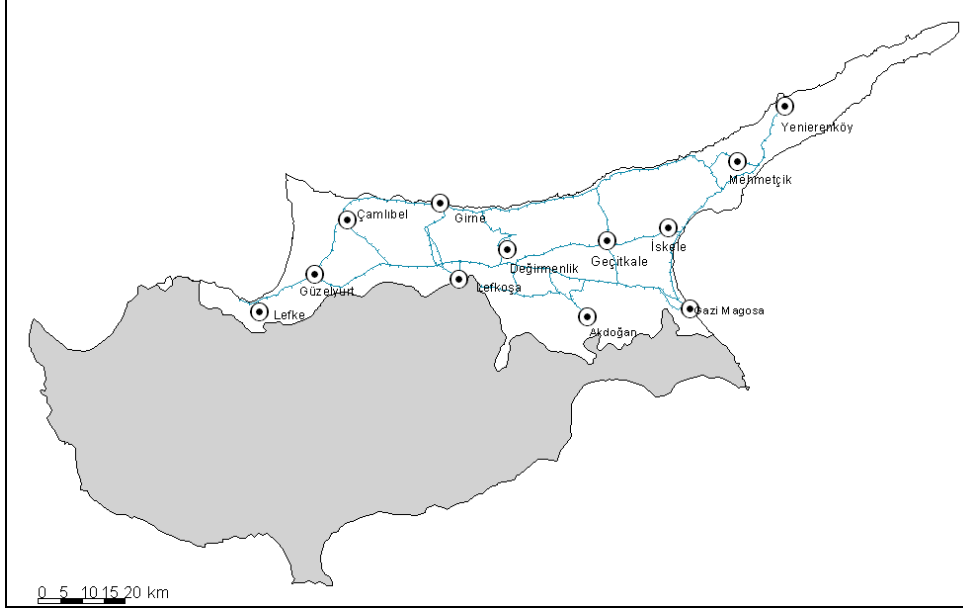 Yenierenköy
Mehmetçik
Çamlıbel
Girne
İskele
Geçitkale
Değirmenlik
Güzelyurt
Lefkoşa
Lefke
Gazi Magosa
Akdoğan
0 5 10 15 20 km